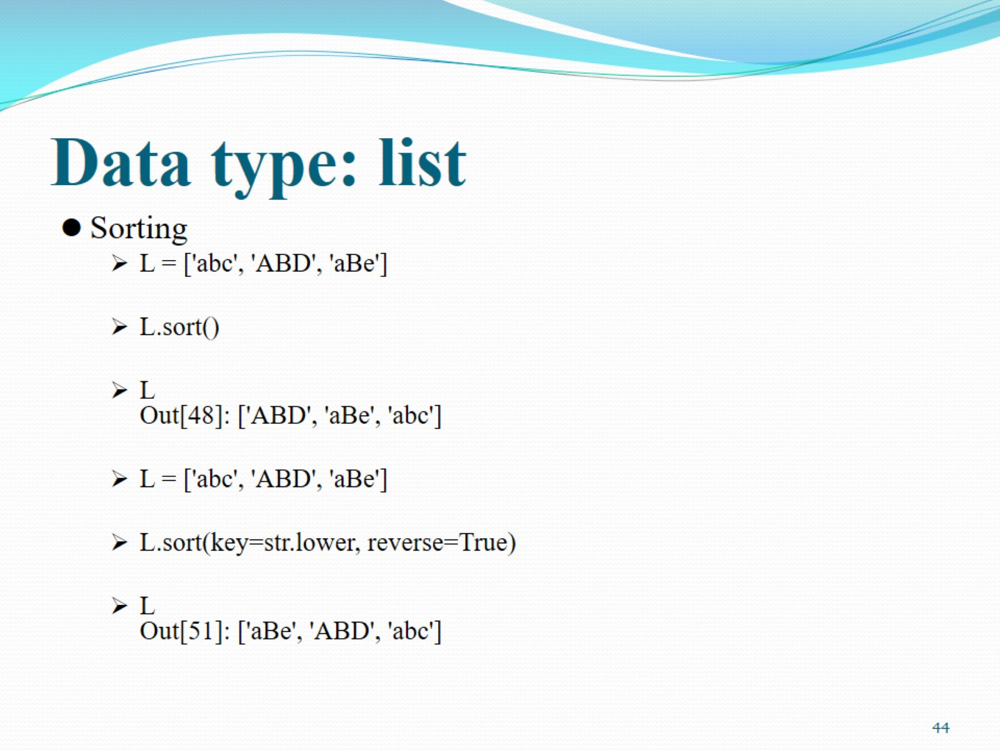 Data type: list
● Sorting
➢ L = ['abc', 'ABD', 'aBe']
➢ L.sort()
➢ L
Out[48]: ['ABD', 'aBe', 'abc']
➢ L = ['abc', 'ABD', 'aBe']
➢ L.sort(key=str.lower, reverse=True)
➢ L
Out[51]: ['aBe', 'ABD', 'abc']
44